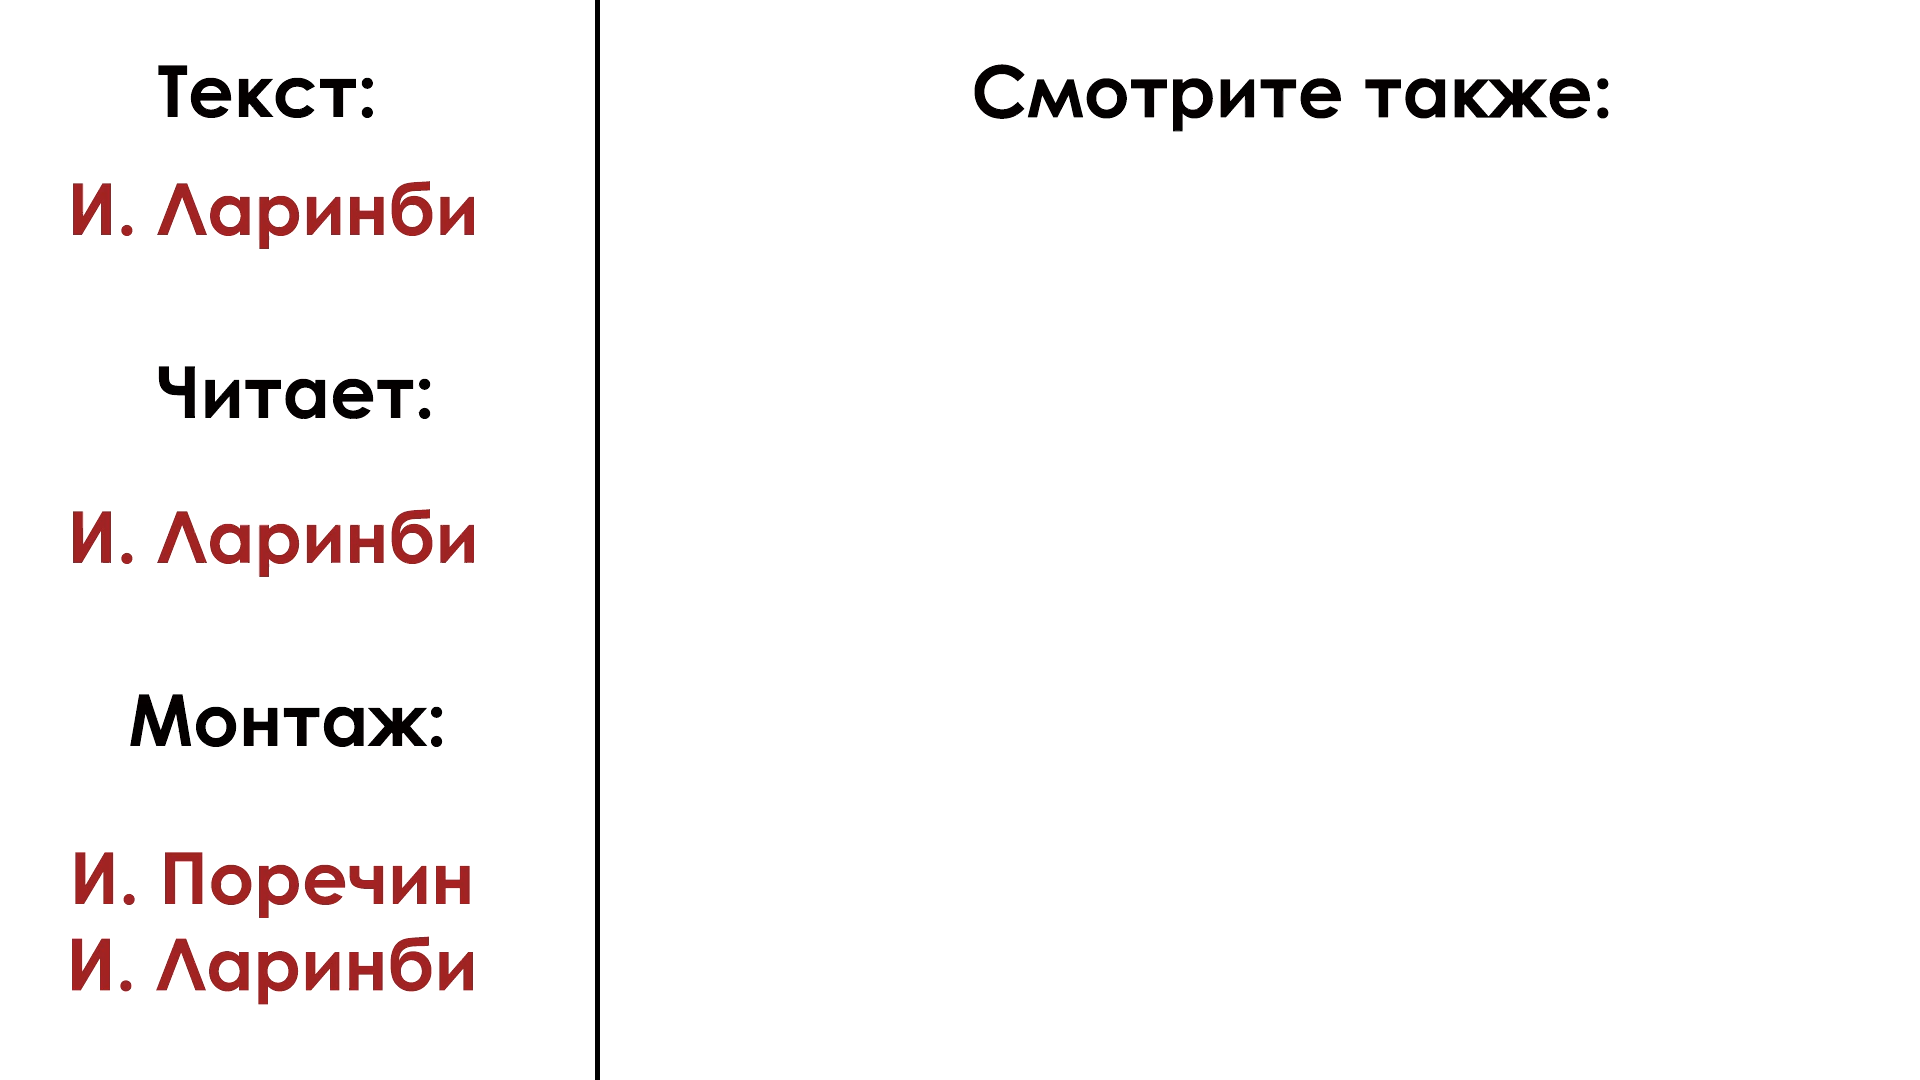 Текст:
И. Ларинби
Читает:
И. Ларинби
Монтаж:
И. Поречин
И. Ларинби
Смотрите также: